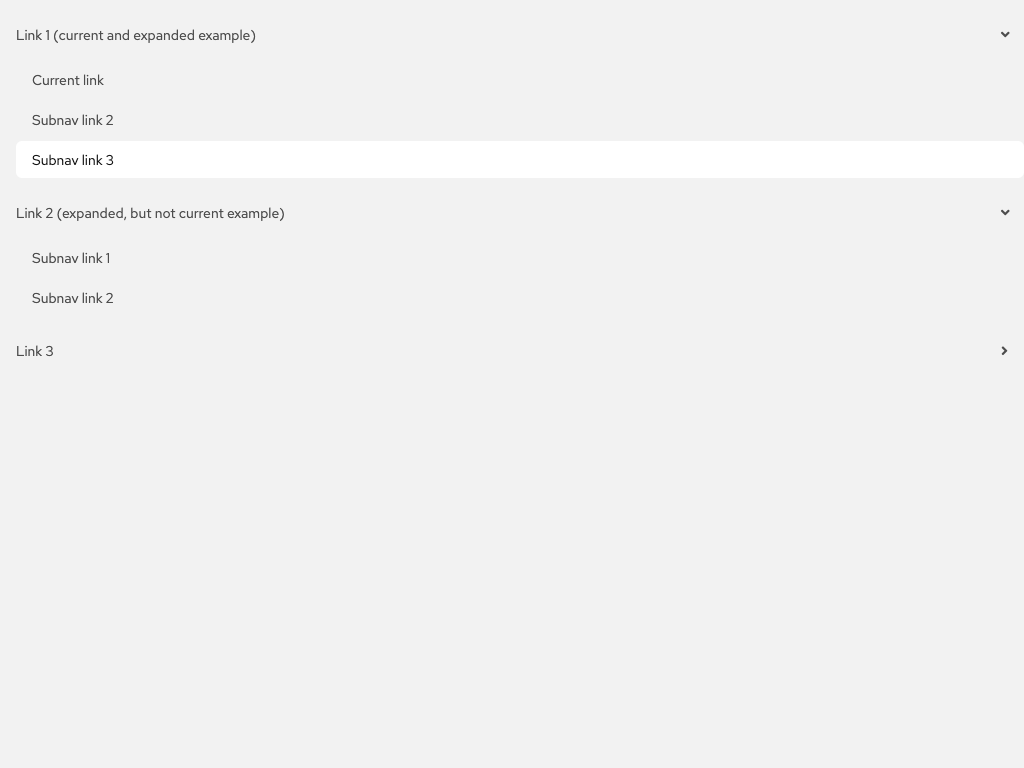 Link 1 (current and expanded example)
Current link
Subnav link 2
Subnav link 3
Link 2 (expanded, but not current example)
Subnav link 1
Subnav link 2
Link 3